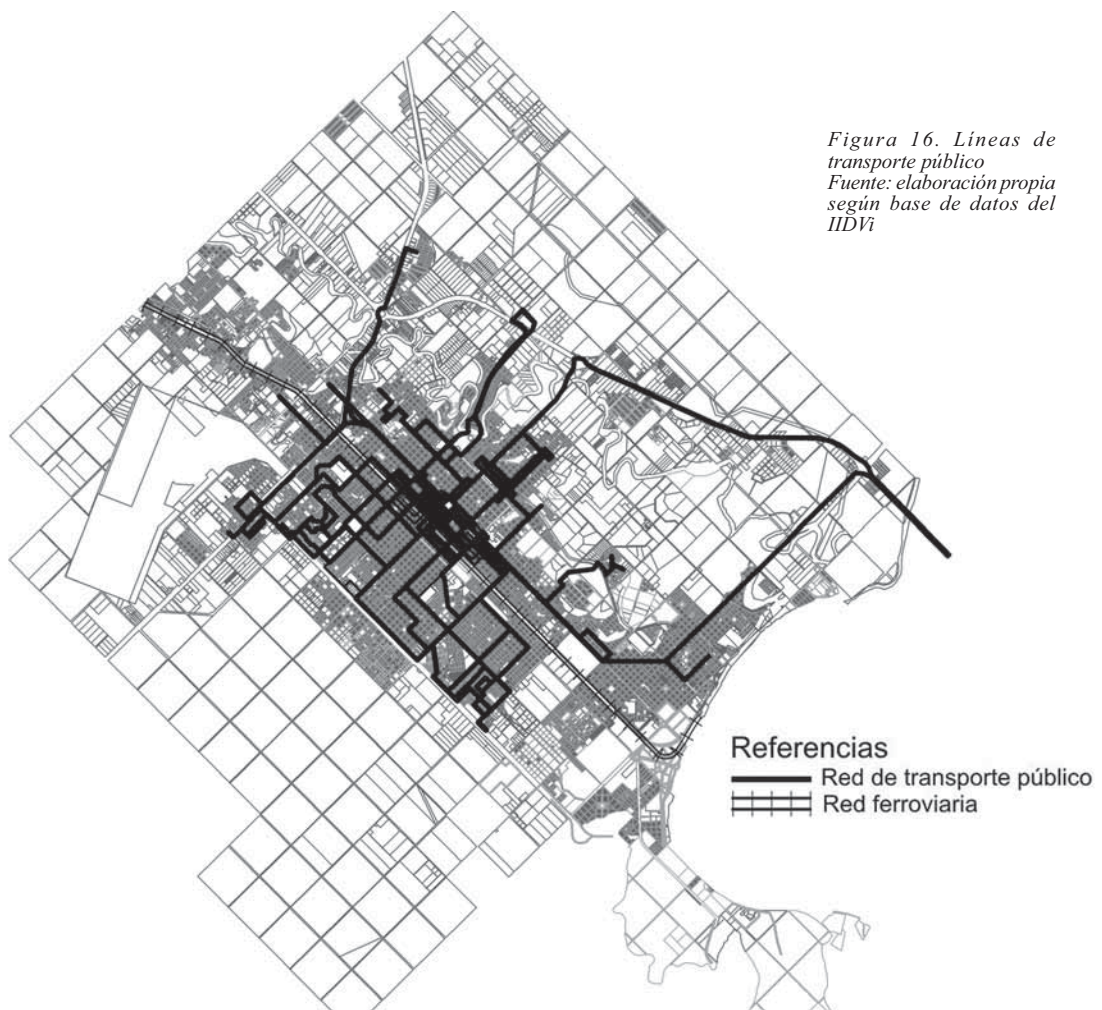 Figura 16. Líneas de
transporte público
Fuente: elaboración propia
según base de datos del
IIDVi
Referencias
Red de transporte público
Red ferroviaria